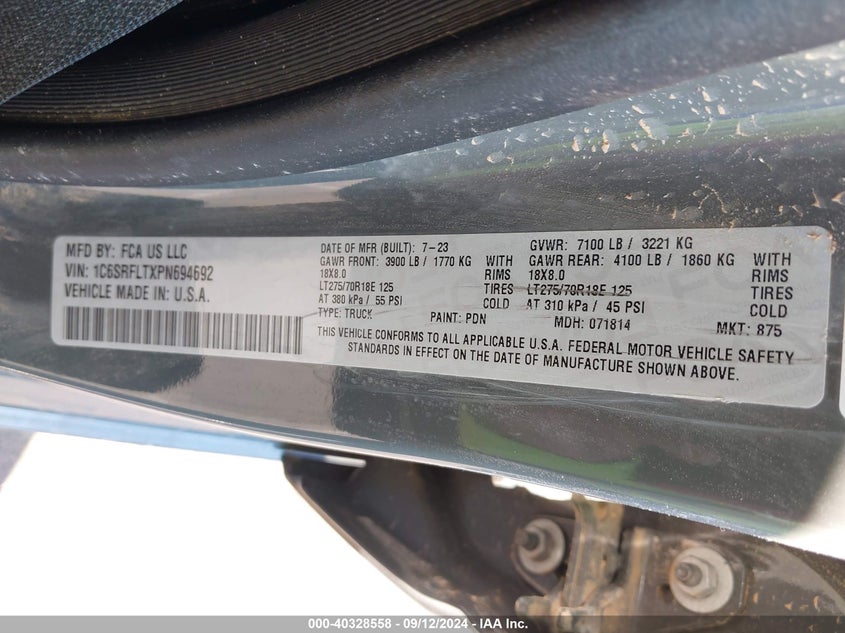 MFD BY: FCA US LLC
VIN: 1C6SRFLTXPN694692
VEHICLE MADE IN: U.S.A.
DATE OF MFR (BUILT): 7-23
GVWR: 7100 LB / 3221 KG
GAWR FRONT: 3900 LB / 1770 KG WITH GAWR REAR: 4100 LB / 1860 KG WITH
18X8.0 RIMS 18X8.0 RIMS
LT275/70R18E 125 TIRES LT275/70R18E 125 TIRES
AT 380 kPa / 55 PSI COLD AT 310 kPa / 45 PSI COLD
TYPE: TRUCK PAINT: PDN MDH: 071814 MKT: 875
THIS VEHICLE CONFORMS TO ALL APPLICABLE U.S.A. FEDERAL MOTOR VEHICLE SAFETY
STANDARDS IN EFFECT ON THE DATE OF MANUFACTURE SHOWN ABOVE.
000-40328558 - 09/12/2024 - IAA Inc.